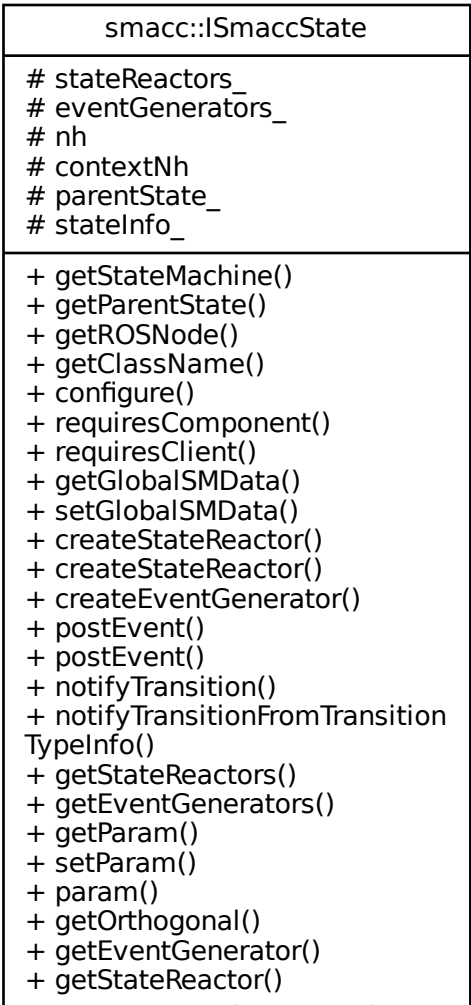 smacc::ISmaccState
# stateReactors_
# eventGenerators_
# nh
# contextNh
# parentState_
# stateInfo_
+ getStateMachine()
+ getParentState()
+ getROSNode()
+ getClassName()
+ configure()
+ requiresComponent()
+ requiresClient()
+ getGlobalSMData()
+ setGlobalSMData()
+ createStateReactor()
+ createStateReactor()
+ createEventGenerator()
+ postEvent()
+ postEvent()
+ notifyTransition()
+ notifyTransitionFromTransition
TypeInfo()
+ getStateReactors()
+ getEventGenerators()
+ getParam()
+ setParam()
+ param()
+ getOrthogonal()
+ getEventGenerator()
+ getStateReactor()